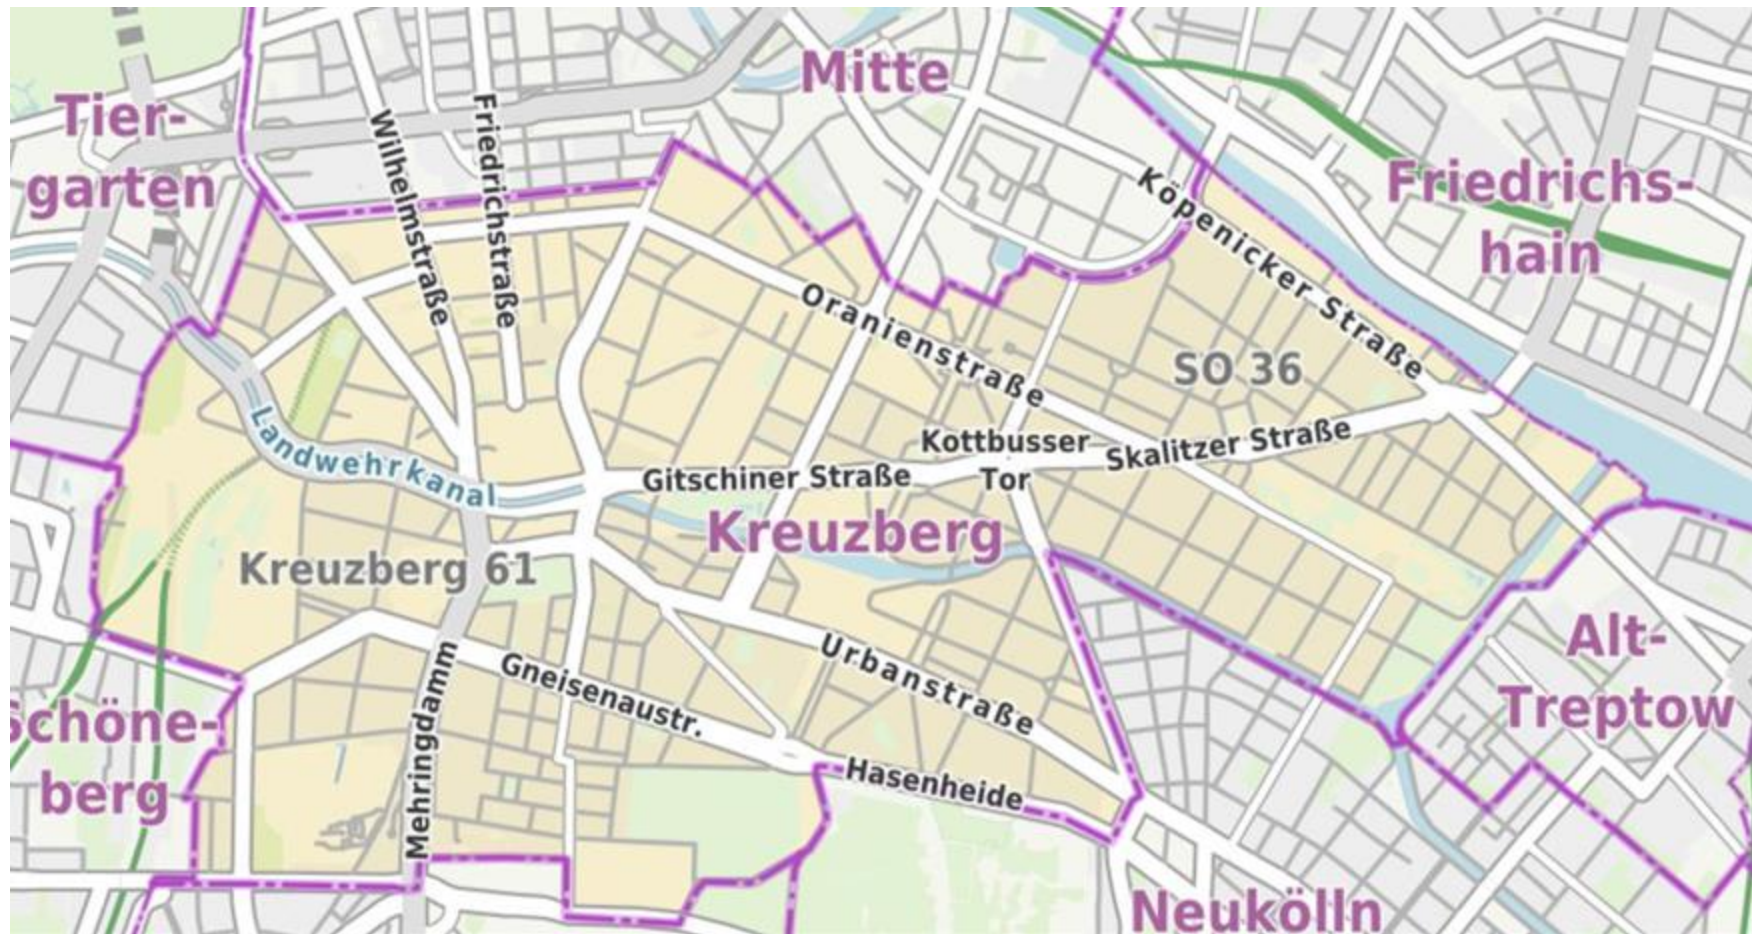 Mitte
Tier-
garten
Wilhelmstraße
Friedrichstraße
Köpenicker Straße
Friedrichs-
hain
Oranienstraße
SO 36
Landwehrkanal
Kottbusser
Tor
Skalitzer Straße
Gitschiner Straße
Kreuzberg
Kreuzberg 61
Schöne-
berg
Mehringdamm
Gneisenaustr.
Urbanstraße
Hasenheide
Alt-
Treptow
Neukölln